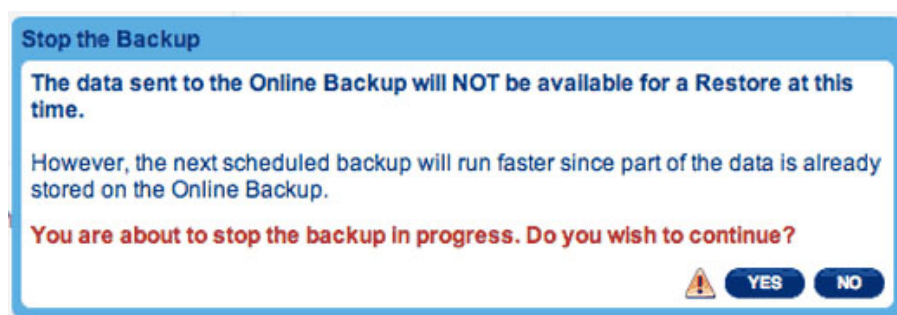 Stop the Backup
The data sent to the Online Backup will NOT be available for a Restore at this
time.
However, the next scheduled backup will run faster since part of the data is already
stored on the Online Backup.
You are about to stop the backup in progress. Do you wish to continue?
YES NO